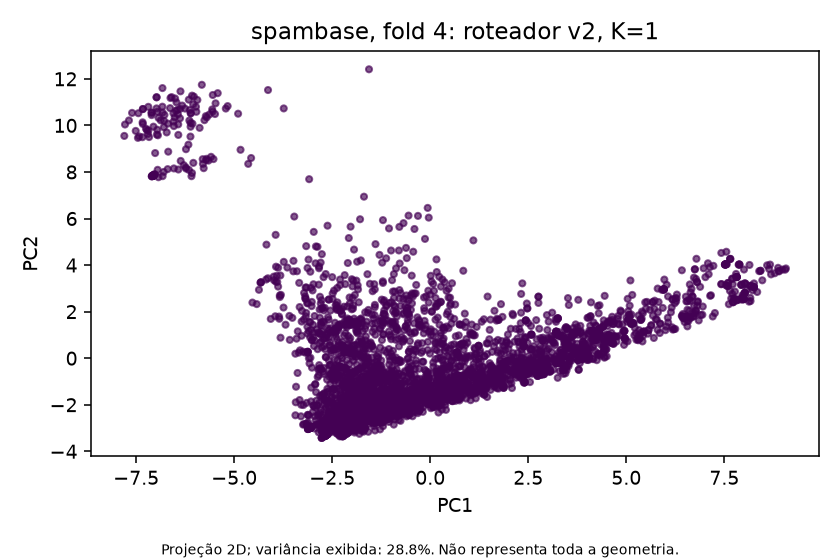 spambase, fold 4: roteador v2, K=1
12
10
8
6
4
2
0
−2
−4
PC2
−7.5 −5.0 −2.5 0.0 2.5 5.0 7.5
PC1
Projeção 2D; variância exibida: 28.8%. Não representa toda a geometria.